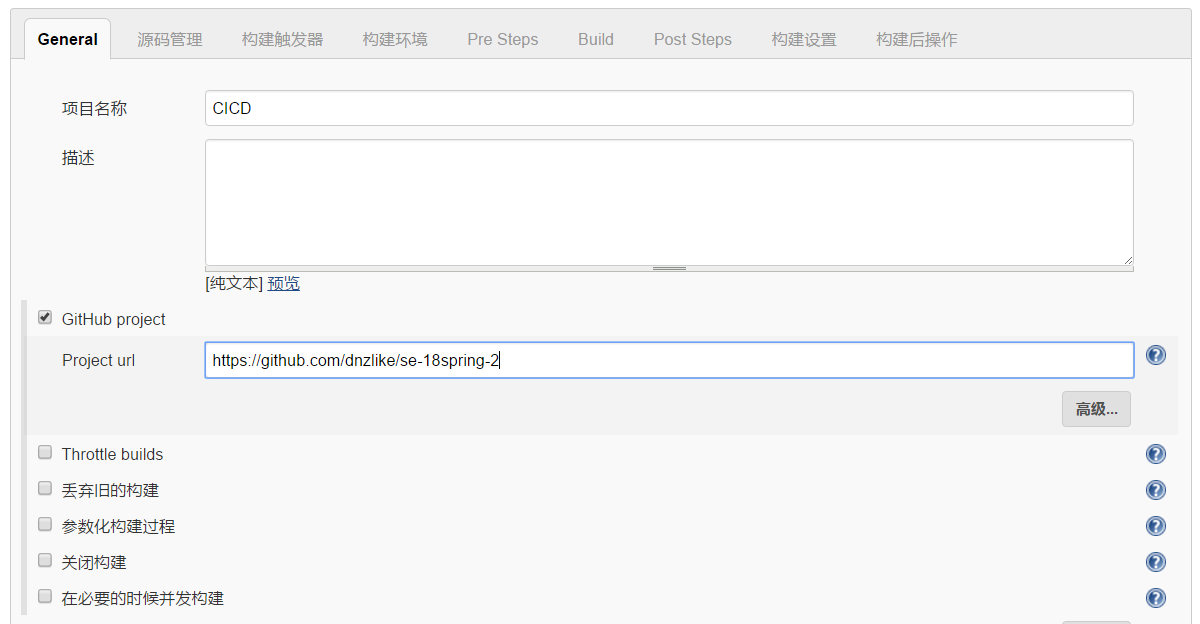 General 源码管理 构建触发器 构建环境 Pre Steps Build Post Steps 构建设置 构建后操作
项目名称 CICD
描述
[纯文本] 预览
GitHub project
Project url https://github.com/dnzlike/se-18spring-2
高级...
Throttle builds
丢弃旧的构建
参数化构建过程
关闭构建
在必要的时候并发构建